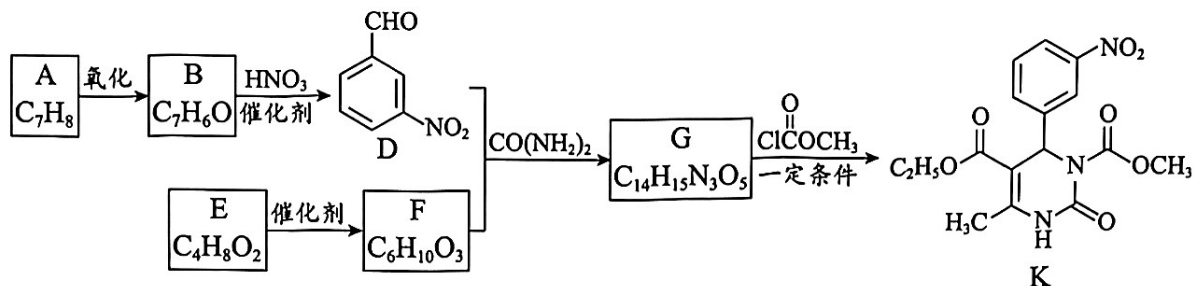 A
C₇H₈
氧化
B
C₇H₆O
HNO₃
催化剂
CHO
NO₂
D
E
C₄H₈O₂
催化剂
F
C₆H₁₀O₃
CO(NH₂)₂
G
C₁₄H₁₅N₃O₅
O
ClCOCH₃
一定条件
NO₂
O
O
C₂H₅O
N
OCH₃
H₃C
N
H
O
K